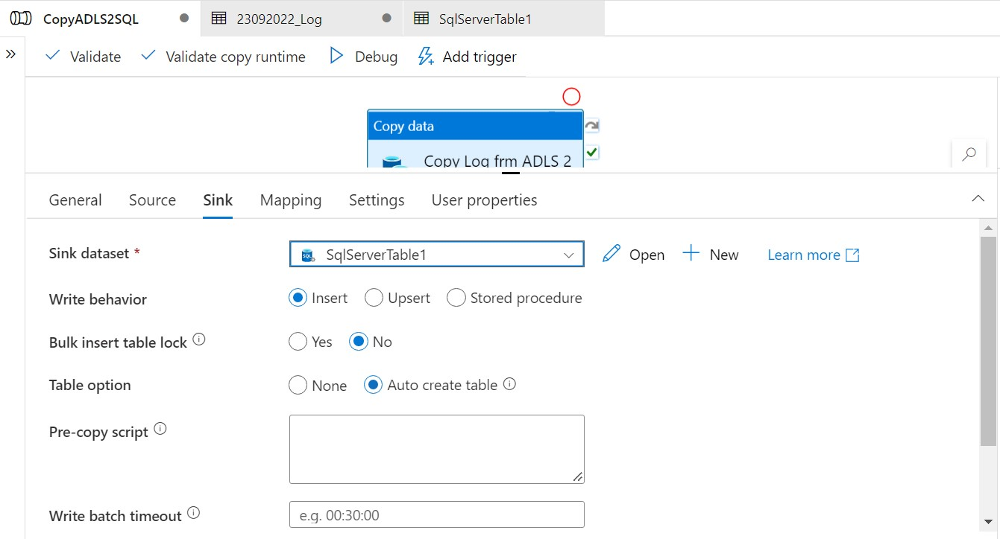 CopyADLS2SQL
23092022_Log
SqlServerTable1
Validate
Validate copy runtime
Debug
Add trigger
Copy data
Copy Log frm ADLS 2
General
Source
Sink
Mapping
Settings
User properties
Sink dataset *
SQL
SqlServerTable1
Open
New
Learn more
Write behavior
Insert
Upsert
Stored procedure
Bulk insert table lock
Yes
No
Table option
None
Auto create table
Pre-copy script
Write batch timeout
e.g. 00:30:00